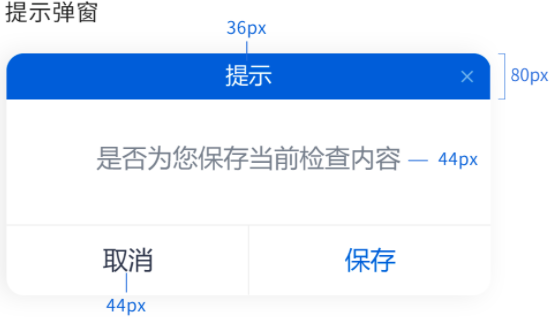 提示弹窗
36px
提示 ×
80px
是否为您保存当前检查内容 — 44px
取消 保存
44px